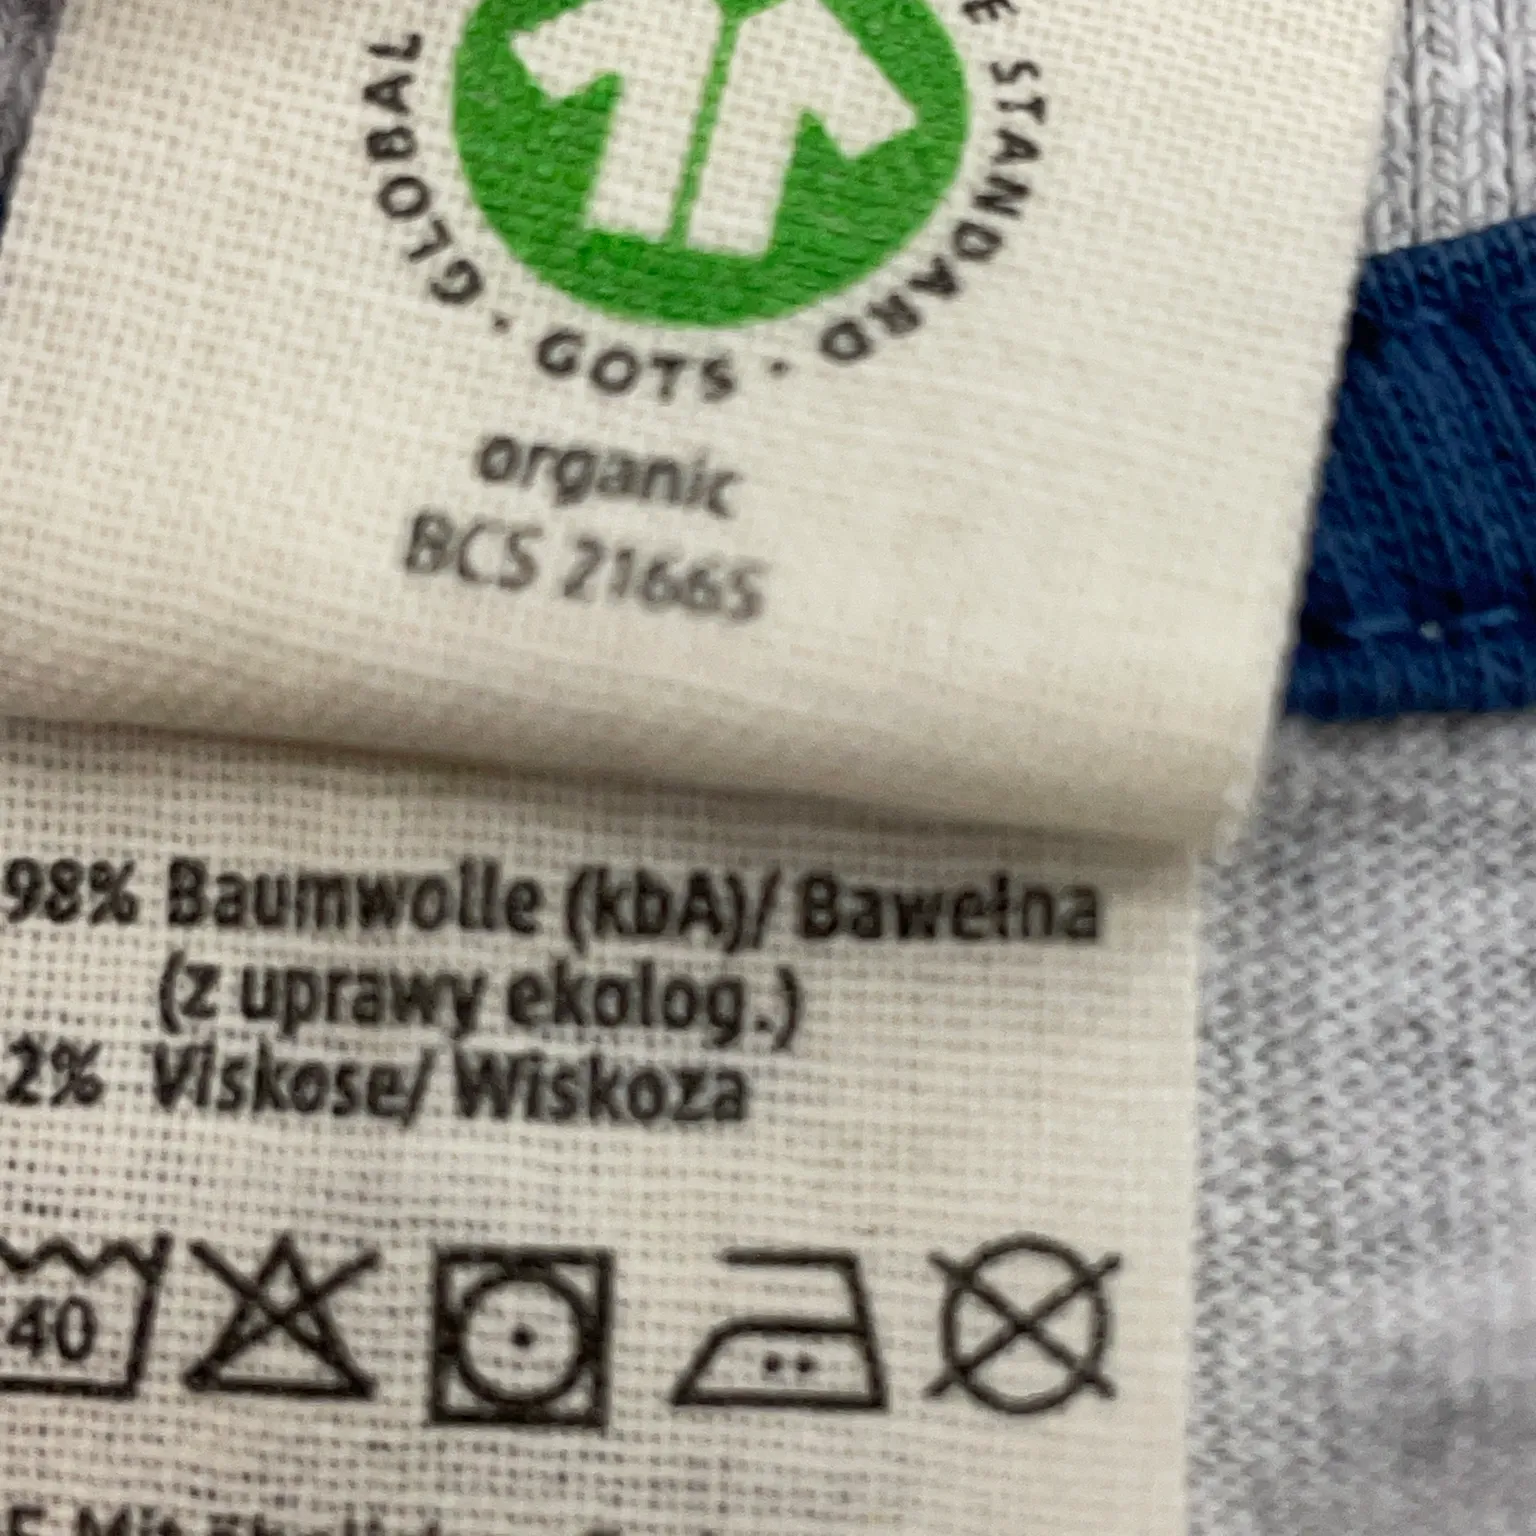 GLOBAL · GOTS · STANDARD
organic
BCS 21665
98% Baumwolle (kbA)/ Bawełna
(z uprawy ekolog.)
2% Viskose/ Wiskoza
40